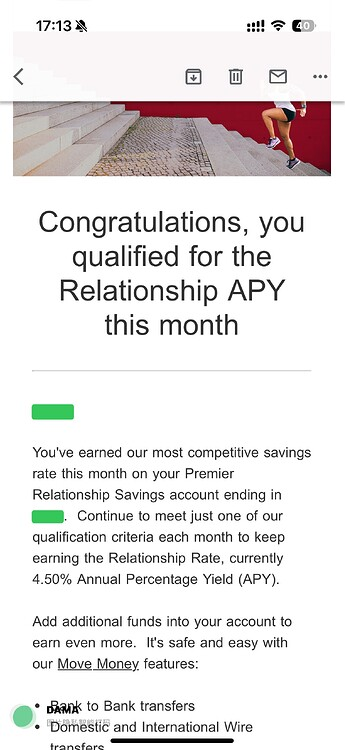 17:13
40
Congratulations, you
qualified for the
Relationship APY
this month
You've earned our most competitive savings
rate this month on your Premier
Relationship Savings account ending in
. Continue to meet just one of our
qualification criteria each month to keep
earning the Relationship Rate, currently
4.50% Annual Percentage Yield (APY).
Add additional funds into your account to
earn even more. It's safe and easy with
our Move Money features:
• Bank to Bank transfers
DAMA
• Domestic and International Wire
transfers